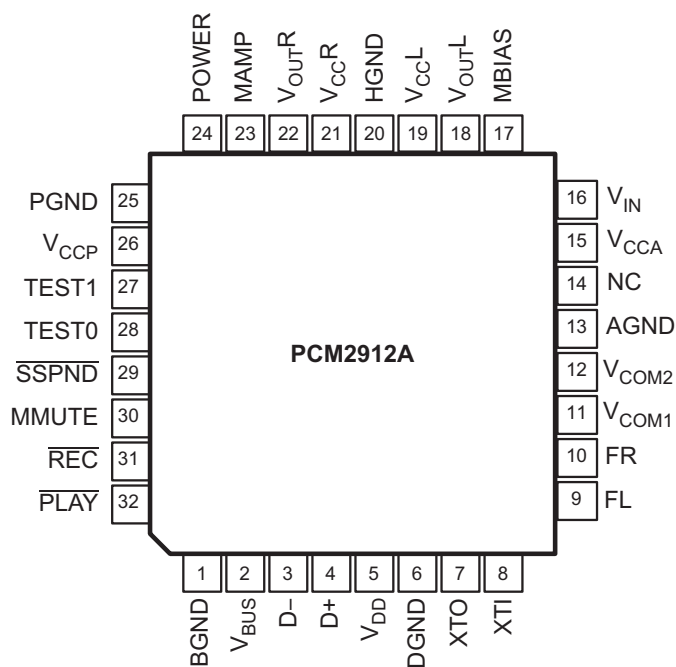 POWER
MAMP
VOUTR
VCCR
HGND
VCCL
VOUTL
MBIAS
24 23 22 21 20 19 18 17
PGND 25
VCCP 26
TEST1 27
TEST0 28
SSPND 29
MMUTE 30
REC 31
PLAY 32
PCM2912A
16 VIN
15 VCCA
14 NC
13 AGND
12 VCOM2
11 VCOM1
10 FR
9 FL
1 2 3 4 5 6 7 8
BGND
VBUS
D–
D+
VDD
DGND
XTO
XTI